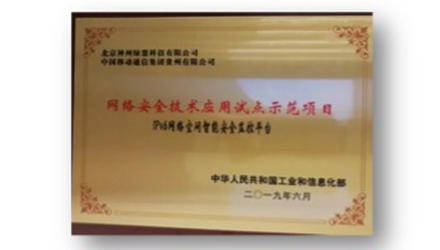 北京神州绿盟科技有限公司
中国移动通信集团贵州有限公司
网络安全技术应用试点示范项目
IPv6网络空间智能安全监控平台
中华人民共和国工业和信息化部
二〇一九年六月